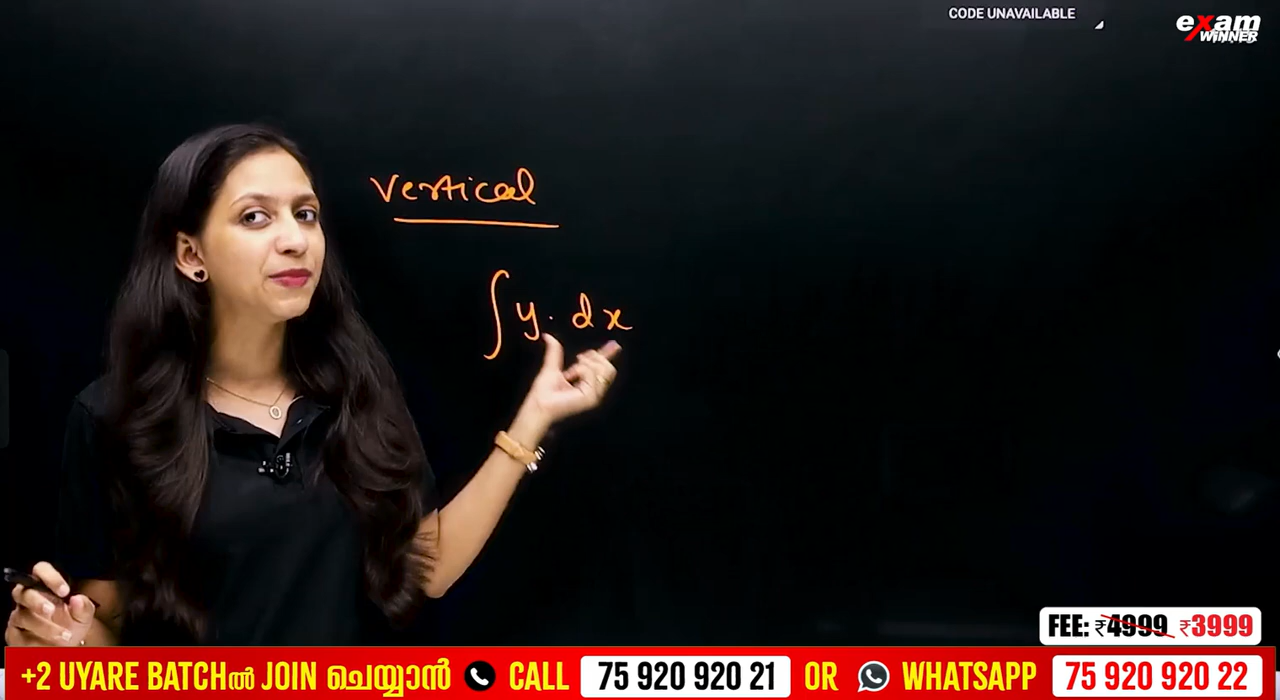 CODE UNAVAILABLE
exam
WINNER
Vertical
∫y. dx
FEE: ₹4999 ₹3999
+2 UYARE BATCHൽ JOIN ചെയ്യാൻ CALL 75 920 920 21 OR WHATSAPP 75 920 920 22